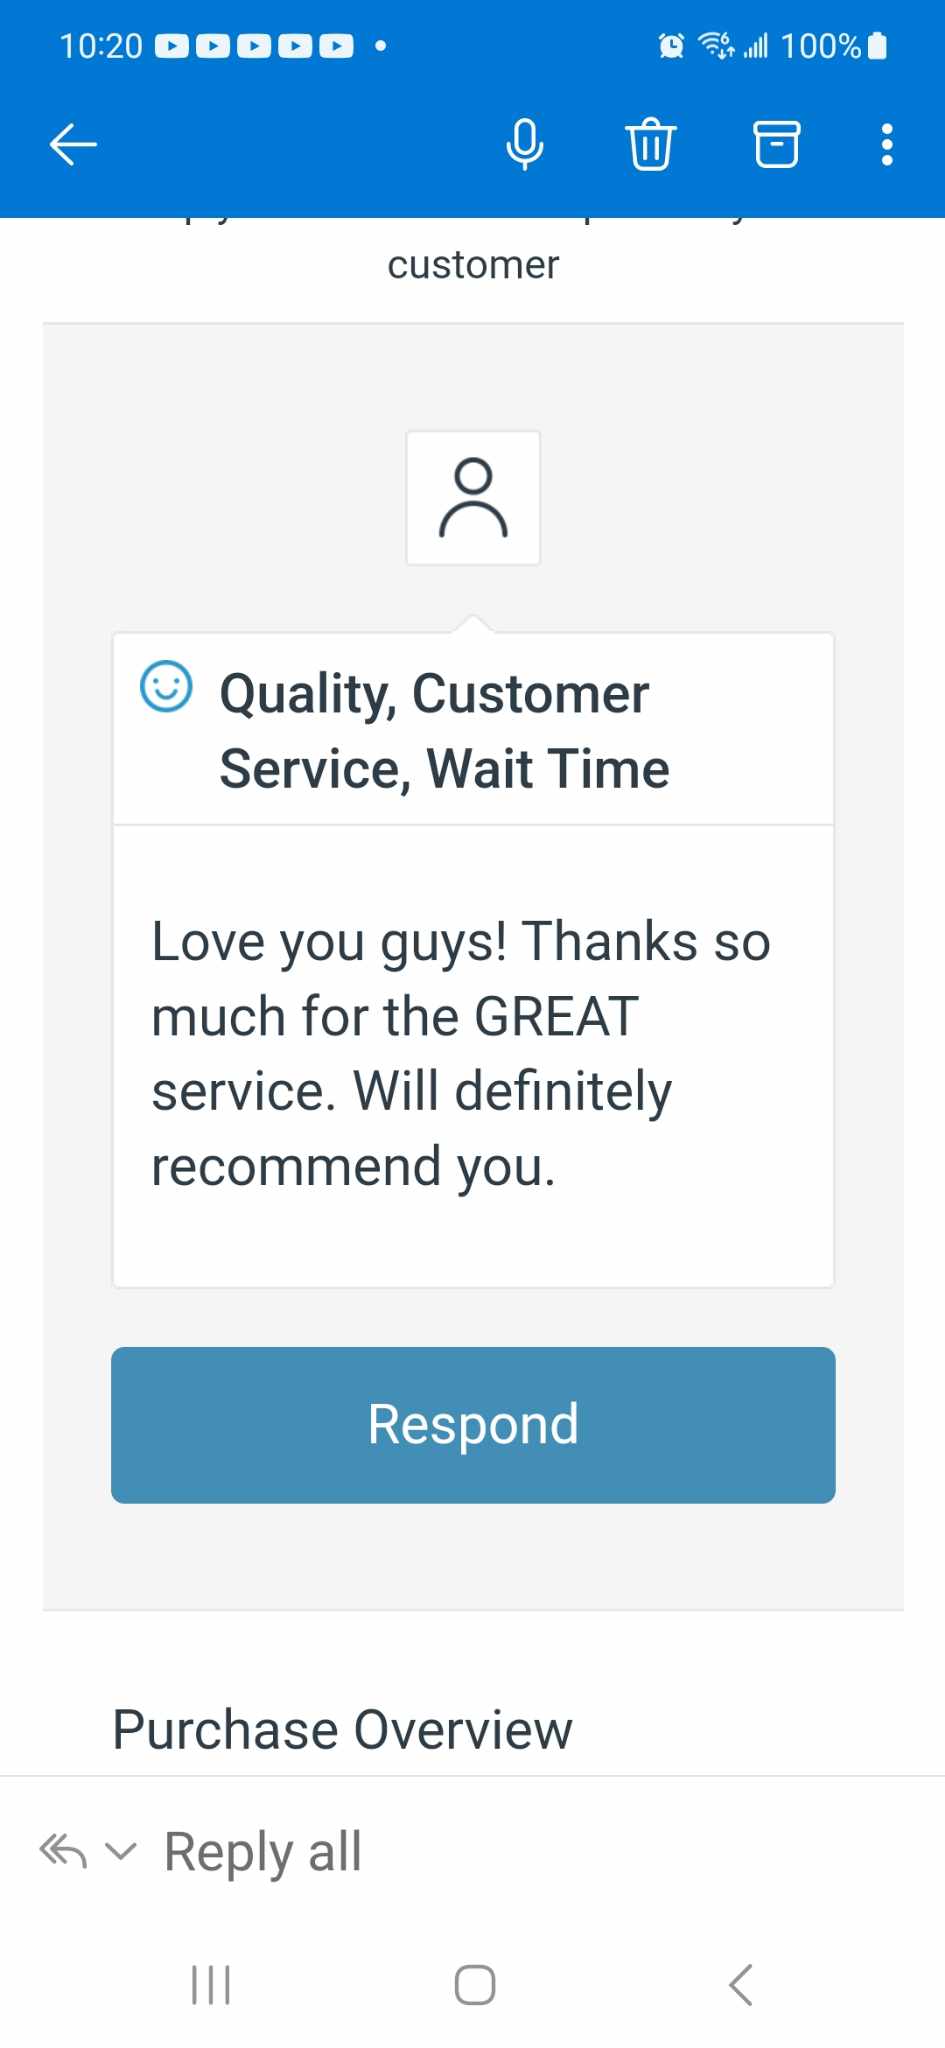 10:20
100%
customer
Quality, Customer
Service, Wait Time
Love you guys! Thanks so
much for the GREAT
service. Will definitely
recommend you.
Respond
Purchase Overview
Reply all